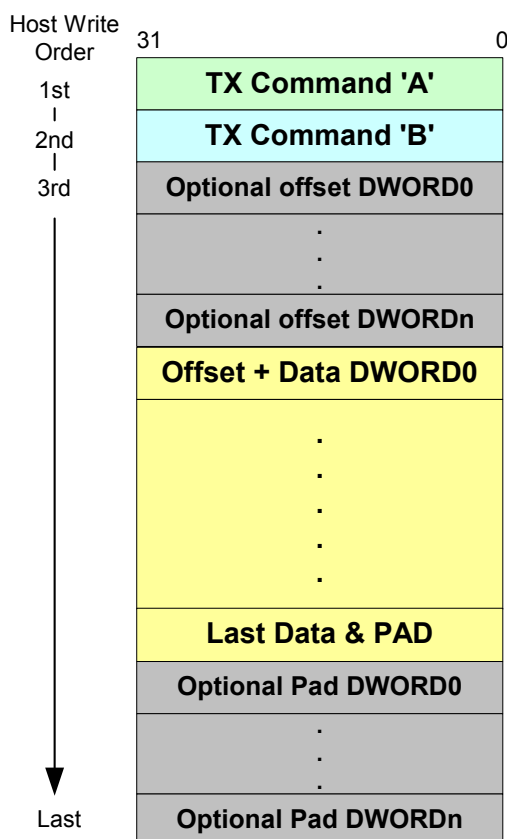 Host Write
Order
31 0
1st
TX Command 'A'
2nd
TX Command 'B'
3rd
Optional offset DWORD0
.
.
.
Optional offset DWORDn
Offset + Data DWORD0
.
.
.
.
.
Last Data & PAD
Optional Pad DWORD0
.
.
.
Last
Optional Pad DWORDn